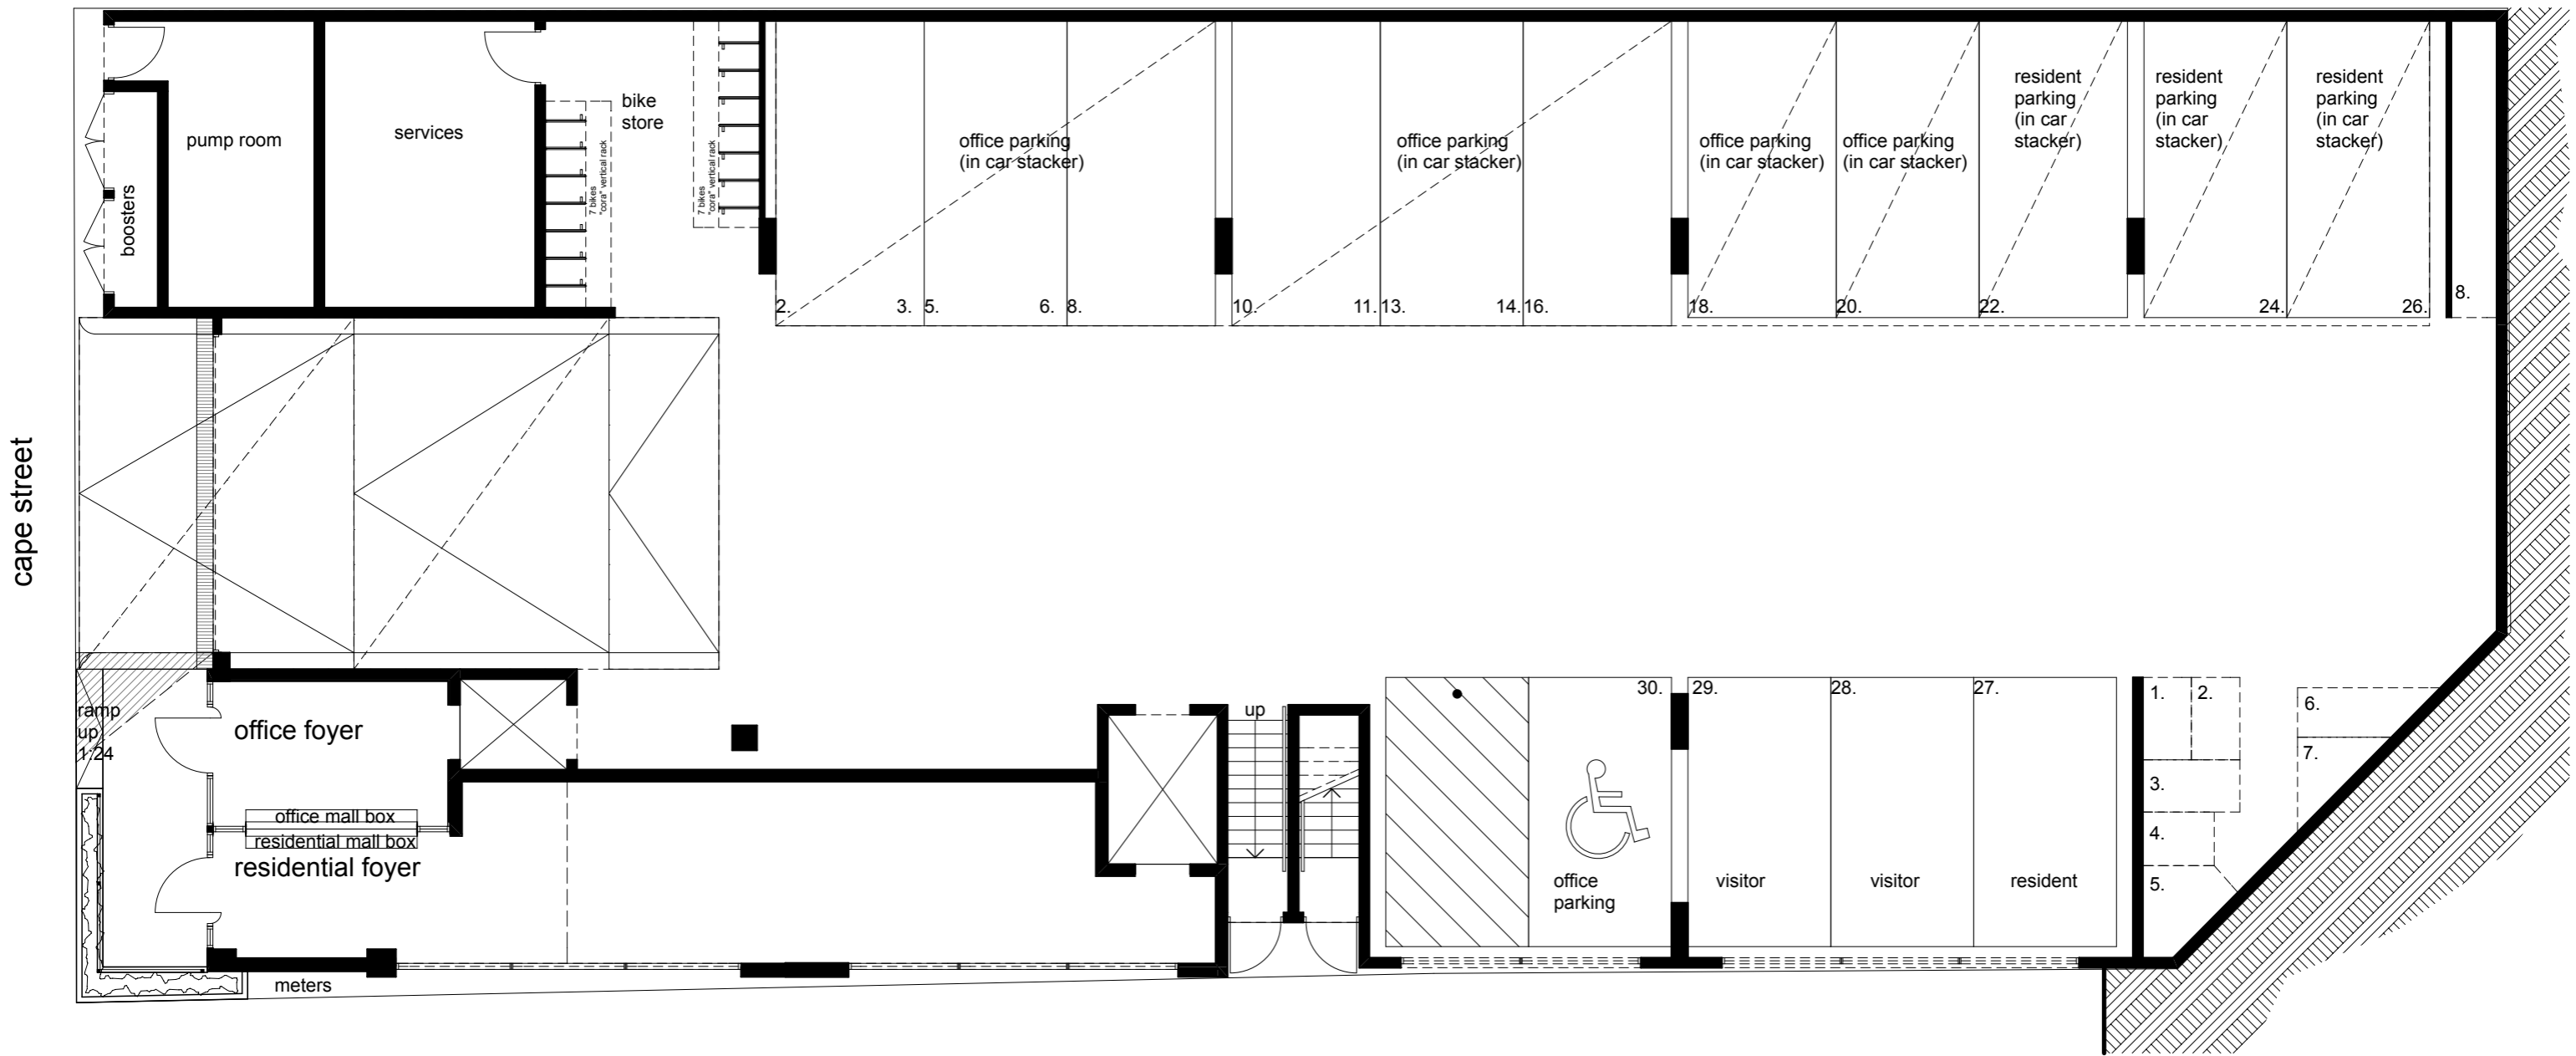 cape street
pump room
services
boosters
bike
store
7 bikes
"cora" vertical rack
7 bikes
"cora" vertical rack
office parking
(in car stacker)
office parking
(in car stacker)
office parking
(in car stacker)
office parking
(in car stacker)
resident
parking
(in car
stacker)
resident
parking
(in car
stacker)
resident
parking
(in car
stacker)
2. 3. 5. 6. 8. 10. 11. 13. 14. 16. 18. 20. 22. 24. 26. 8.
ramp
up
1:24
office foyer
office mall box
residential mall box
residential foyer
meters
up
30. 29. 28. 27.
office
parking
visitor
visitor
resident
1. 2.
3.
4.
5.
6.
7.